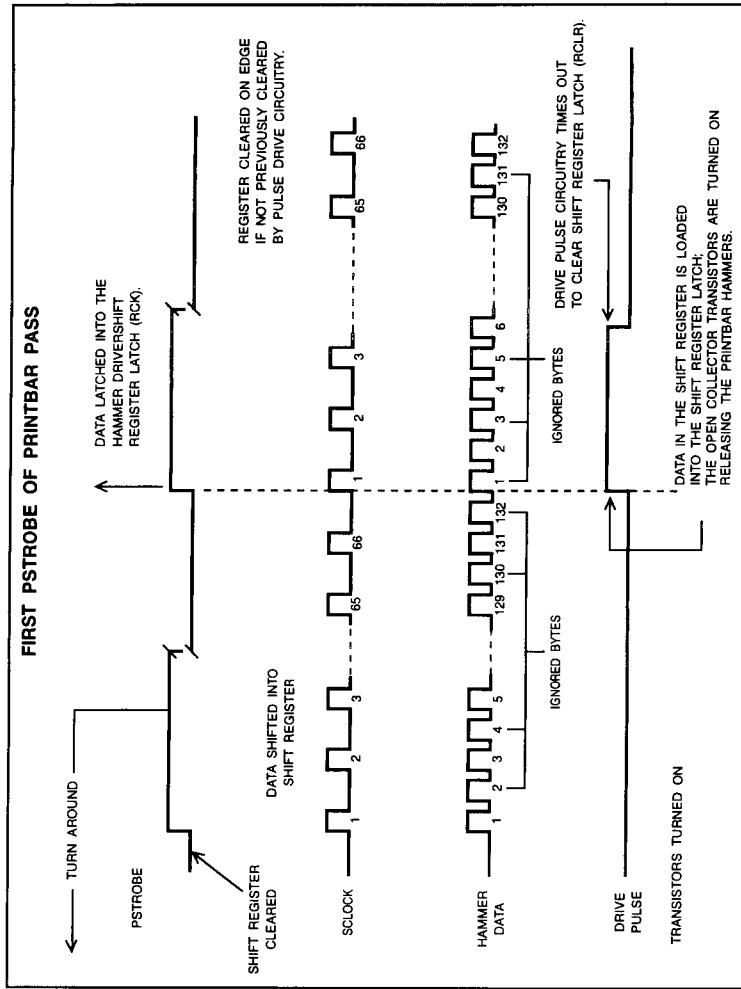 FIRST PSTROBE OF PRINTBAR PASS
TURN AROUND
PSTROBE
SHIFT REGISTER
CLEARED
DATA LATCHED INTO THE
HAMMER DRIVERSHIFT
REGISTER LATCH (RCK).
REGISTER CLEARED ON EDGE
IF NOT PREVIOUSLY CLEARED
BY PULSE DRIVE CIRCUITRY.
DATA SHIFTED INTO
SHIFT REGISTER
SCLOCK
1 2 3 65 66 1 2 3 65 66
HAMMER
DATA
1 2 3 4 5 129 130 131 132 1 2 3 4 5 6 130 131 132
IGNORED BYTES
IGNORED BYTES
DRIVE PULSE CIRCUITRY TIMES OUT
TO CLEAR SHIFT REGISTER LATCH (RCLR).
DRIVE
PULSE
TRANSISTORS TURNED ON
DATA IN THE SHIFT REGISTER IS LOADED
INTO THE SHIFT REGISTER LATCH;
THE OPEN COLLECTOR TRANSISTORS ARE TURNED ON
RELEASING THE PRINTBAR HAMMERS.